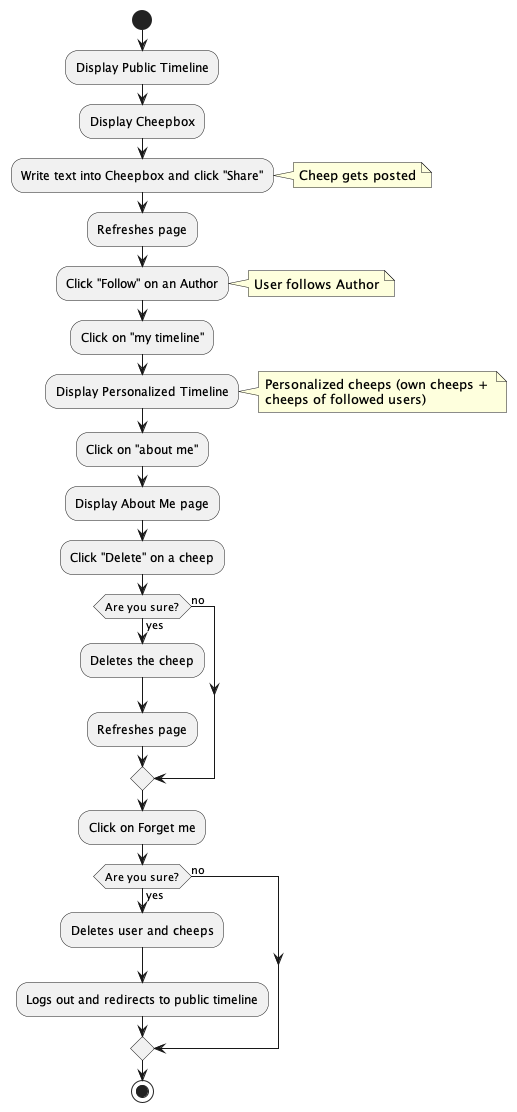 Display Public Timeline
Display Cheepbox
Write text into Cheepbox and click "Share"
Cheep gets posted
Refreshes page
Click "Follow" on an Author
User follows Author
Click on "my timeline"
Display Personalized Timeline
Personalized cheeps (own cheeps +
cheeps of followed users)
Click on "about me"
Display About Me page
Click "Delete" on a cheep
Are you sure?
no
yes
Deletes the cheep
Refreshes page
Click on Forget me
Are you sure?
no
yes
Deletes user and cheeps
Logs out and redirects to public timeline